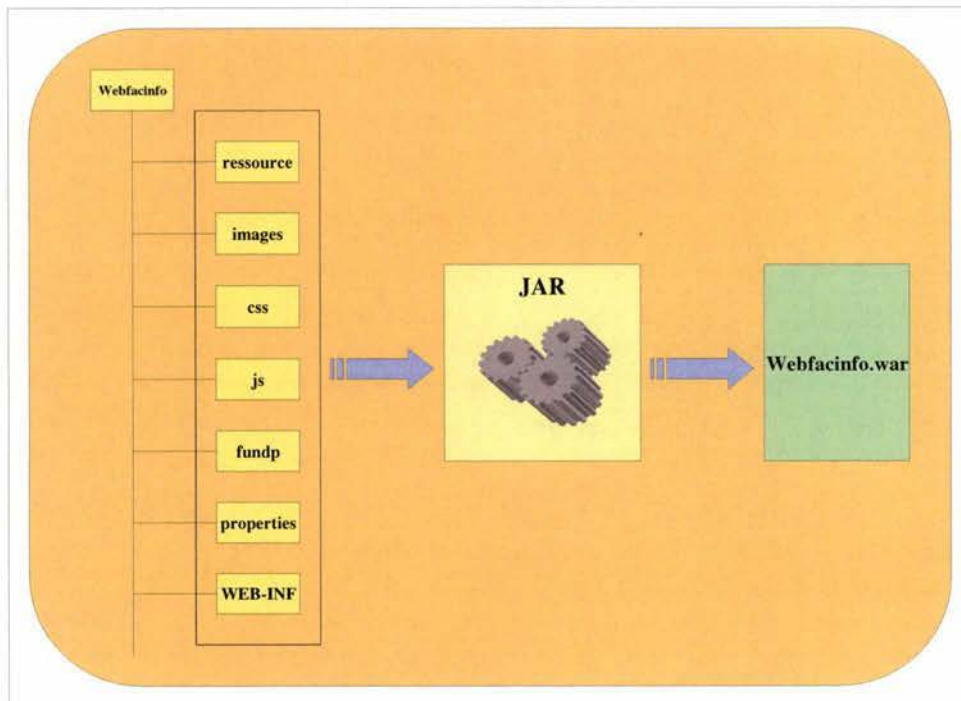 Webfacinfo
ressource
images
css
js
fundp
properties
WEB-INF
JAR
Webfacinfo.war